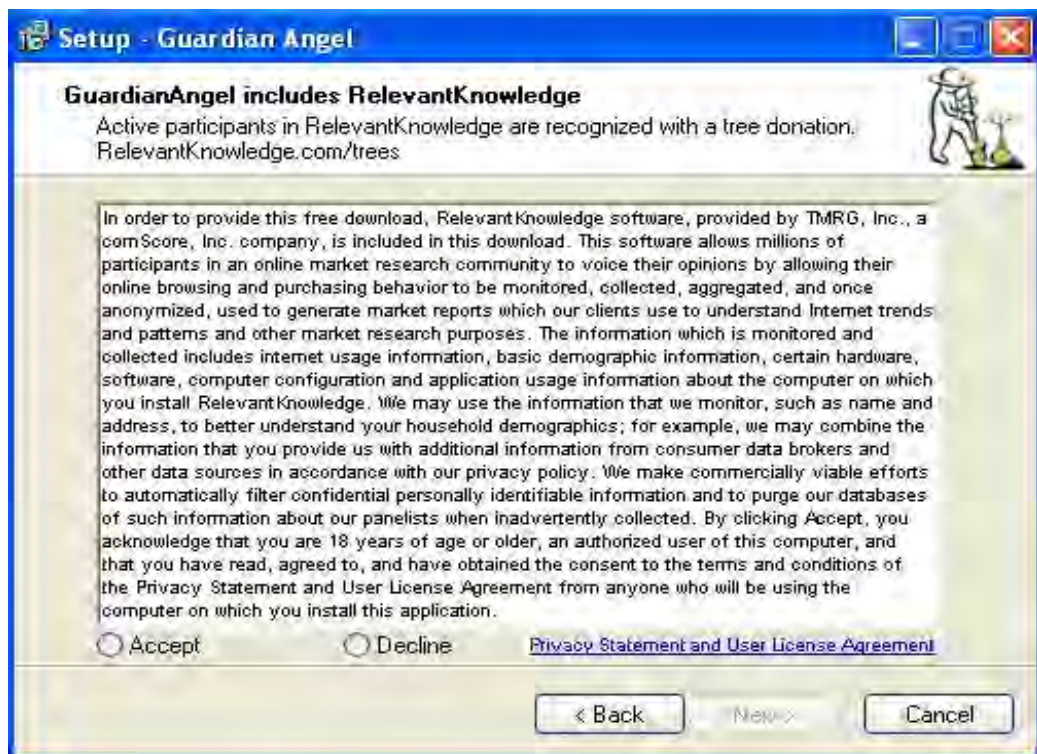 Setup - Guardian Angel
GuardianAngel includes RelevantKnowledge
Active participants in RelevantKnowledge are recognized with a tree donation.
RelevantKnowledge.com/trees
In order to provide this free download, RelevantKnowledge software, provided by TMRG, Inc., a
comScore, Inc. company, is included in this download. This software allows millions of
participants in an online market research community to voice their opinions by allowing their
online browsing and purchasing behavior to be monitored, collected, aggregated, and once
anonymized, used to generate market reports which our clients use to understand Internet trends
and patterns and other market research purposes. The information which is monitored and
collected includes internet usage information, basic demographic information, certain hardware,
software, computer configuration and application usage information about the computer on which
you install RelevantKnowledge. We may use the information that we monitor, such as name and
address, to better understand your household demographics; for example, we may combine the
information that you provide us with additional information from consumer data brokers and
other data sources in accordance with our privacy policy. We make commercially viable efforts
to automatically filter confidential personally identifiable information and to purge our databases
of such information about our panelists when inadvertently collected. By clicking Accept, you
acknowledge that you are 18 years of age or older, an authorized user of this computer, and
that you have read, agreed to, and have obtained the consent to the terms and conditions of
the Privacy Statement and User License Agreement from anyone who will be using the
computer on which you install this application.
Accept Decline Privacy Statement and User License Agreement
< Back Next > Cancel